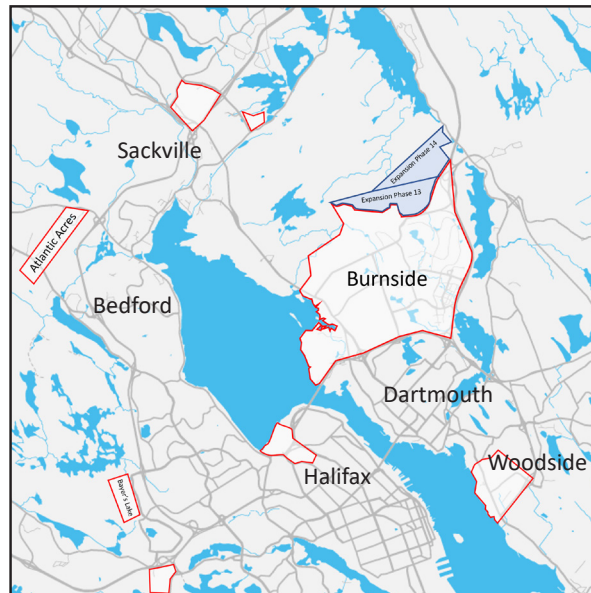 Sackville
Expansion Phase 14
Expansion Phase 13
Atlantic Acres
Burnside
Bedford
Dartmouth
Woodside
Halifax
Bayer's Lake